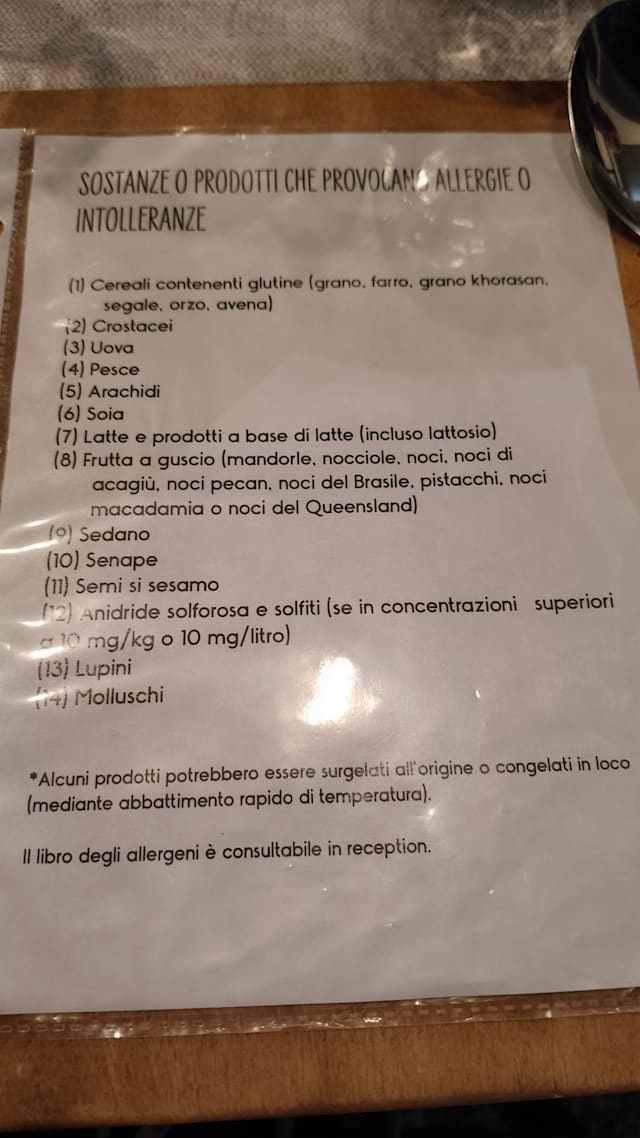 SOSTANZE O PRODOTTI CHE PROVOCANO ALLERGIE O
INTOLLERANZE
(1) Cereali contenenti glutine (grano, farro, grano khorasan,
segale, orzo, avena)
(2) Crostacei
(3) Uova
(4) Pesce
(5) Arachidi
(6) Soia
(7) Latte e prodotti a base di latte (incluso lattosio)
(8) Frutta a guscio (mandorle, nocciole, noci, noci di
acagiù, noci pecan, noci del Brasile, pistacchi, noci
macadamia o noci del Queensland)
(9) Sedano
(10) Senape
(11) Semi si sesamo
(12) Anidride solforosa e solfiti (se in concentrazioni superiori
a 10 mg/kg o 10 mg/litro)
(13) Lupini
(14) Molluschi
*Alcuni prodotti potrebbero essere surgelati all'origine o congelati in loco
(mediante abbattimento rapido di temperatura).
Il libro degli allergeni è consultabile in reception.